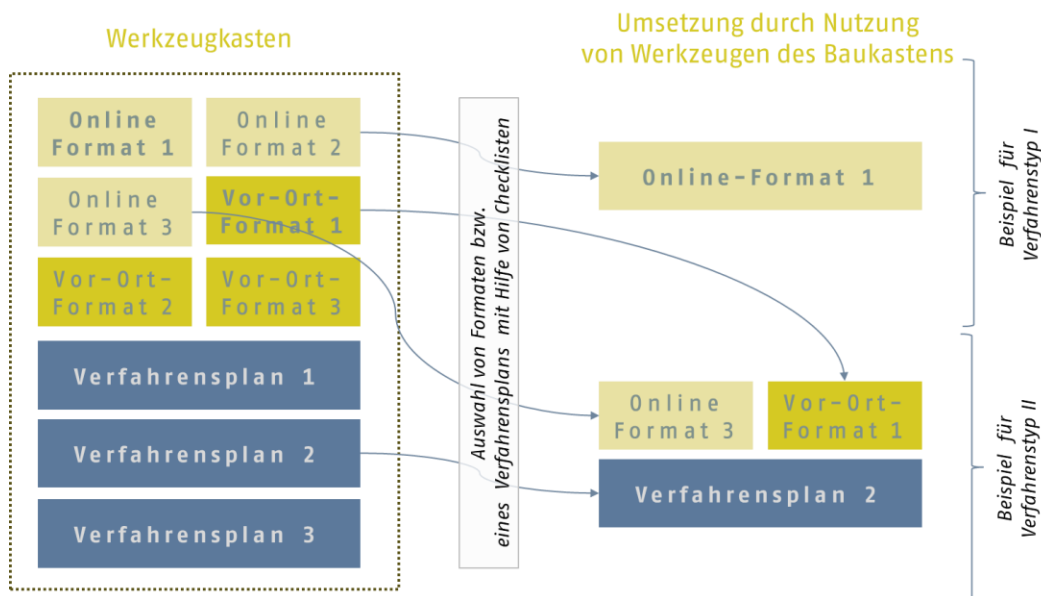 Werkzeugkasten
Online
Format 1
Online
Format 2
Online
Format 3
Vor-Ort-
Format 1
Vor-Ort-
Format 2
Vor-Ort-
Format 3
Verfahrensplan 1
Verfahrensplan 2
Verfahrensplan 3
Auswahl von Formaten bzw.
eines Verfahrensplans mit Hilfe von Checklisten
Umsetzung durch Nutzung
von Werkzeugen des Baukastens
Online-Format 1
Beispiel für
Verfahrenstyp I
Online
Format 3
Vor-Ort-
Format 1
Verfahrensplan 2
Beispiel für
Verfahrenstyp II